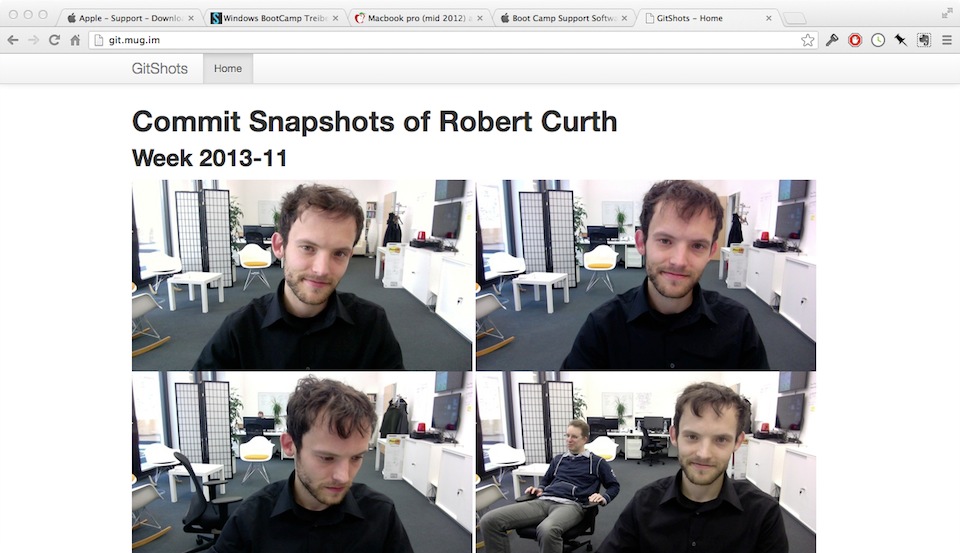 Apple – Support – Downlo
Windows BootCamp Treib
Macbook pro (mid 2012) a
Boot Camp Support Softw
GitShots – Home
git.mug.im
GitShots
Home
Commit Snapshots of Robert Curth
Week 2013-11